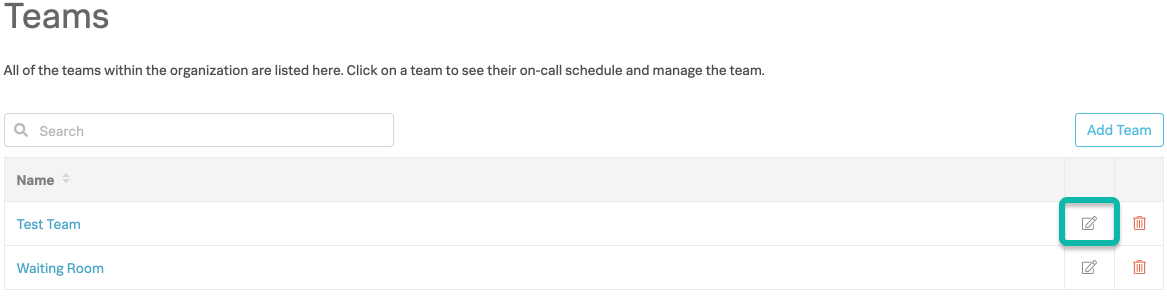 Teams
All of the teams within the organization are listed here. Click on a team to see their on-call schedule and manage the team.
Search
Add Team
Name
Test Team
Waiting Room